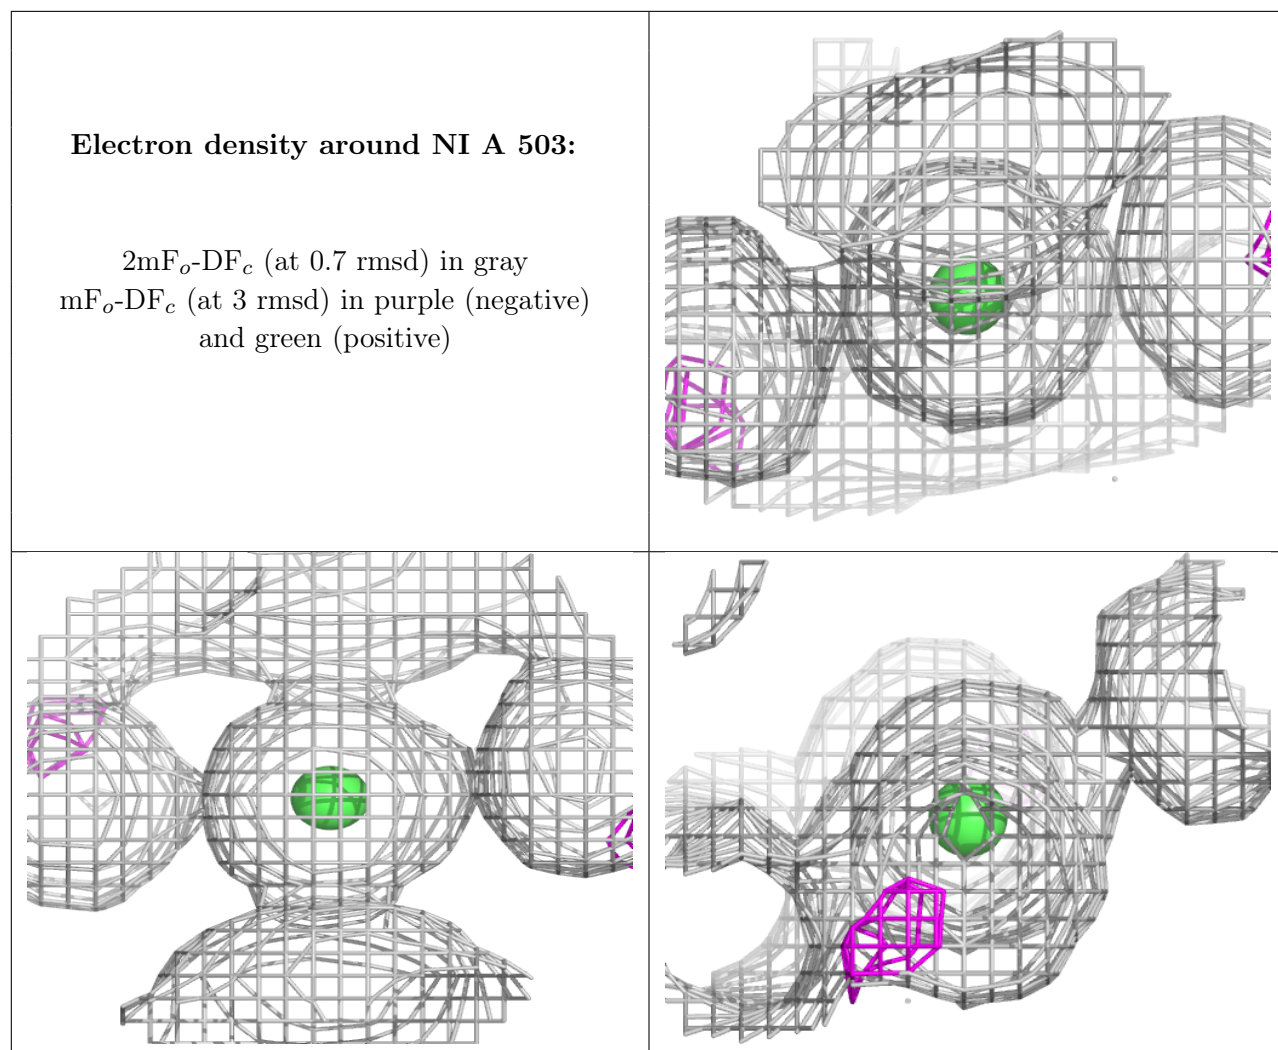 Electron density around NI A 503:
2mFo-DFc (at 0.7 rmsd) in gray
mFo-DFc (at 3 rmsd) in purple (negative)
and green (positive)